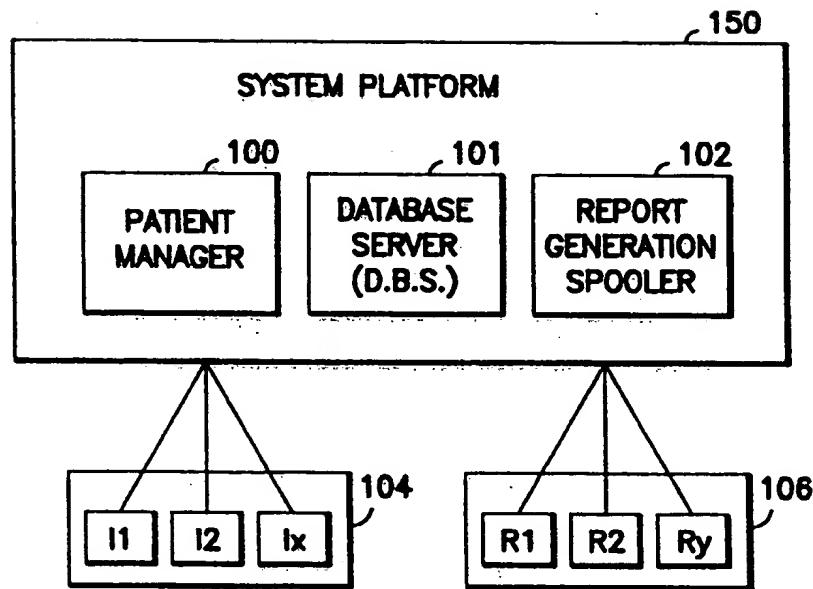 150
SYSTEM PLATFORM
100
101
102
PATIENT
MANAGER
DATABASE
SERVER
(D.B.S.)
REPORT
GENERATION
SPOOLER
104
106
I1
I2
Ix
R1
R2
Ry